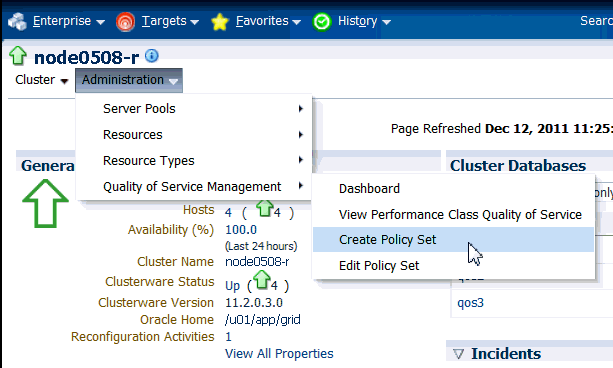 Enterprise Targets Favorites History Searc
node0508-r
Cluster Administration
Server Pools
Resources
Resource Types
Quality of Service Management
Dashboard
View Performance Class Quality of Service
Create Policy Set
Edit Policy Set
Page Refreshed Dec 12, 2011 11:25:
Genera
Hosts 4 ( 4 )
Availability (%) 100.0
(Last 24 hours)
Cluster Name node0508-r
Clusterware Status Up ( 4 )
Clusterware Version 11.2.0.3.0
Oracle Home /u01/app/grid
Reconfiguration Activities 1
View All Properties
Cluster Databases
only
qos3
Incidents